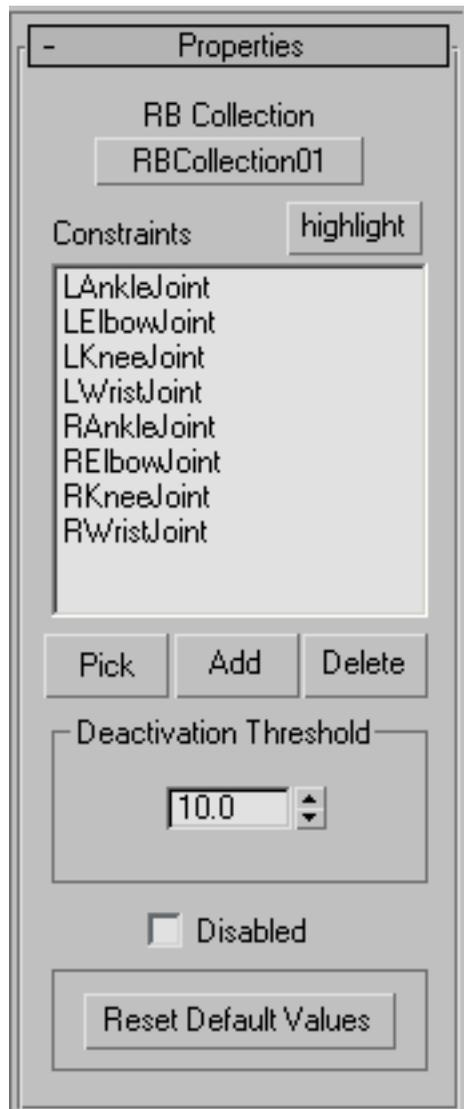 - Properties
RB Collection
RBCollection01
Constraints highlight
LAnkleJoint
LElbowJoint
LKneeJoint
LWristJoint
RAnkleJoint
RElbowJoint
RKneeJoint
RWristJoint
Pick Add Delete
Deactivation Threshold
10.0
Disabled
Reset Default Values